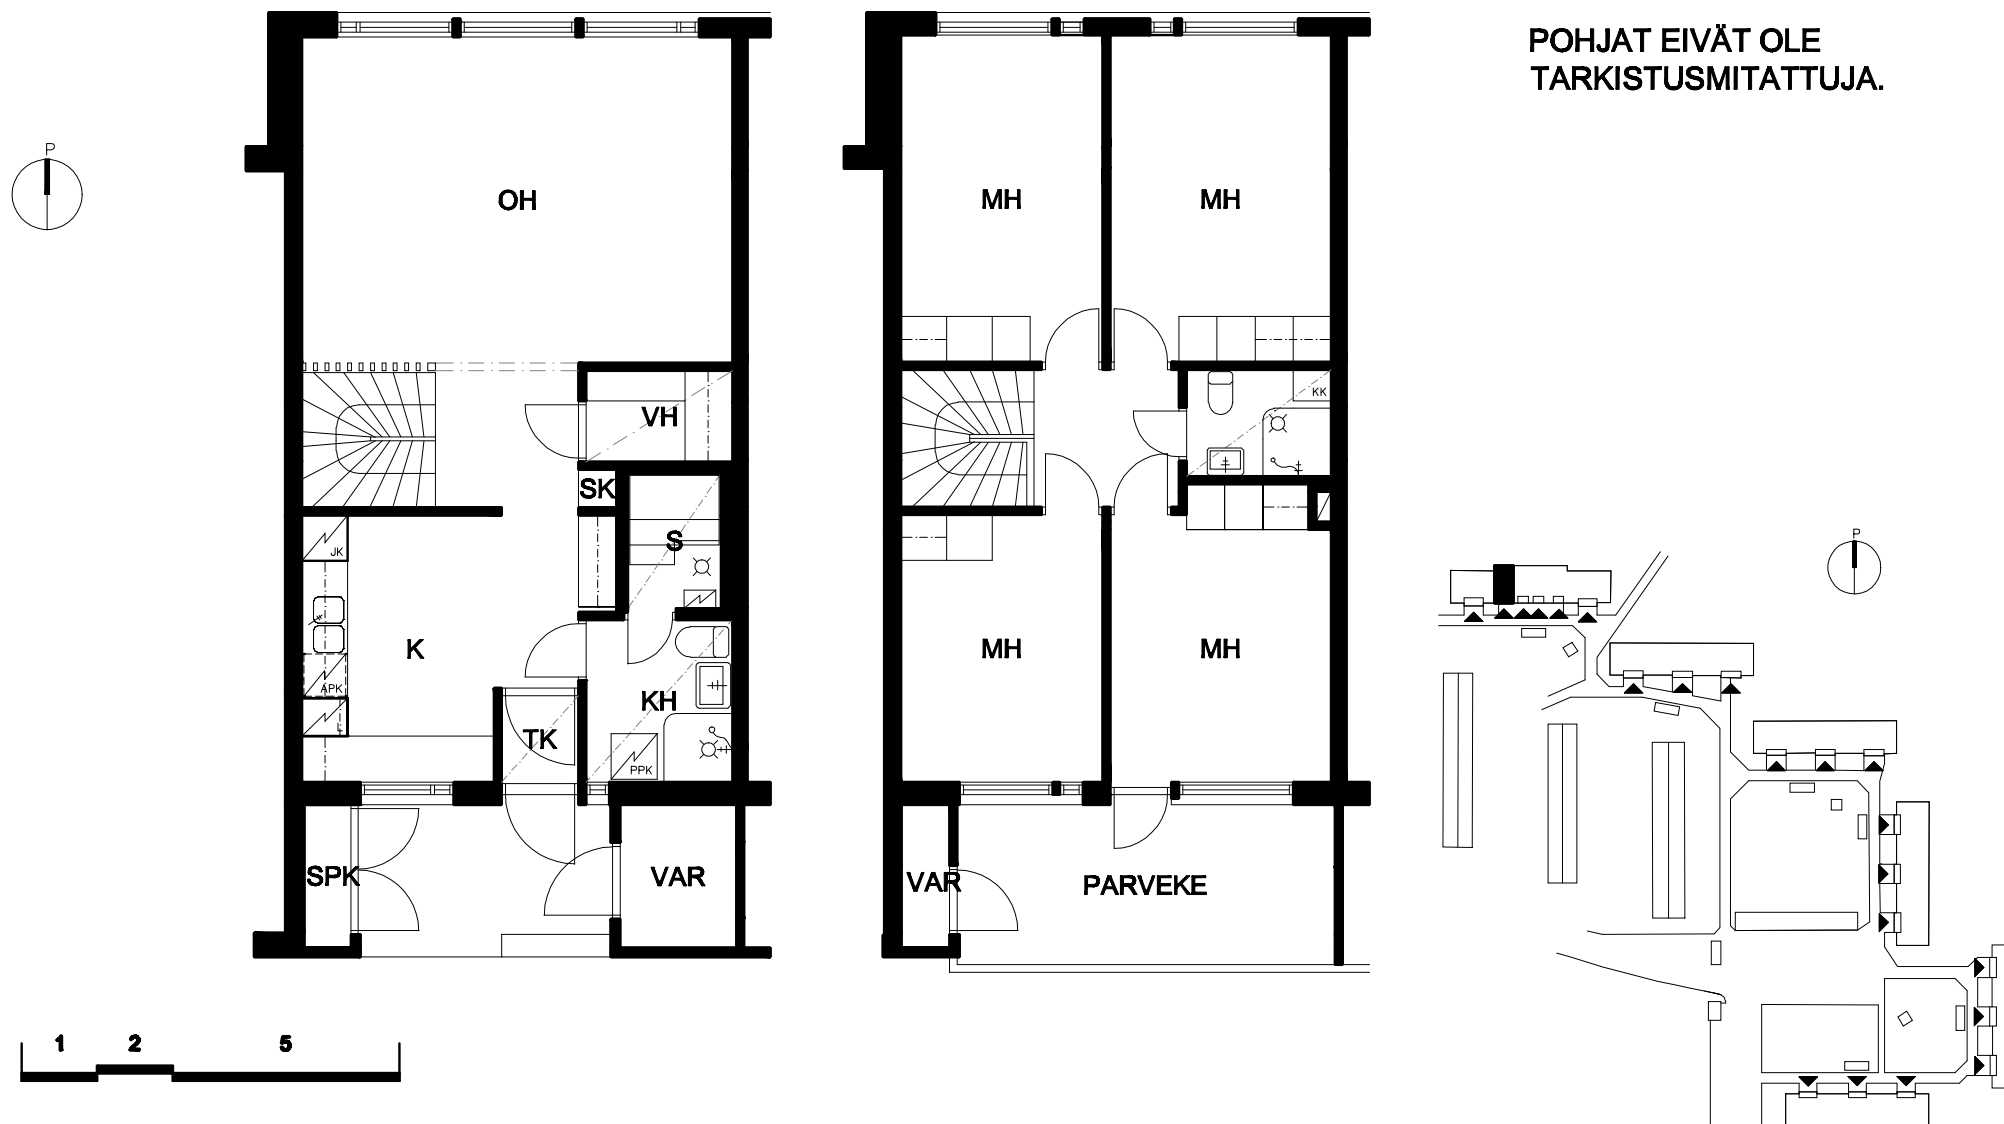 POHJAT EIVÄT OLE
TARKISTUSMITATTUJA.
P
OH
VH
SK
S
JK
K
APK
L
KH
TK
PPK
SPK
VAR
MH
MH
KK
MH
MH
VAR
PARVEKE
P
1 2 5